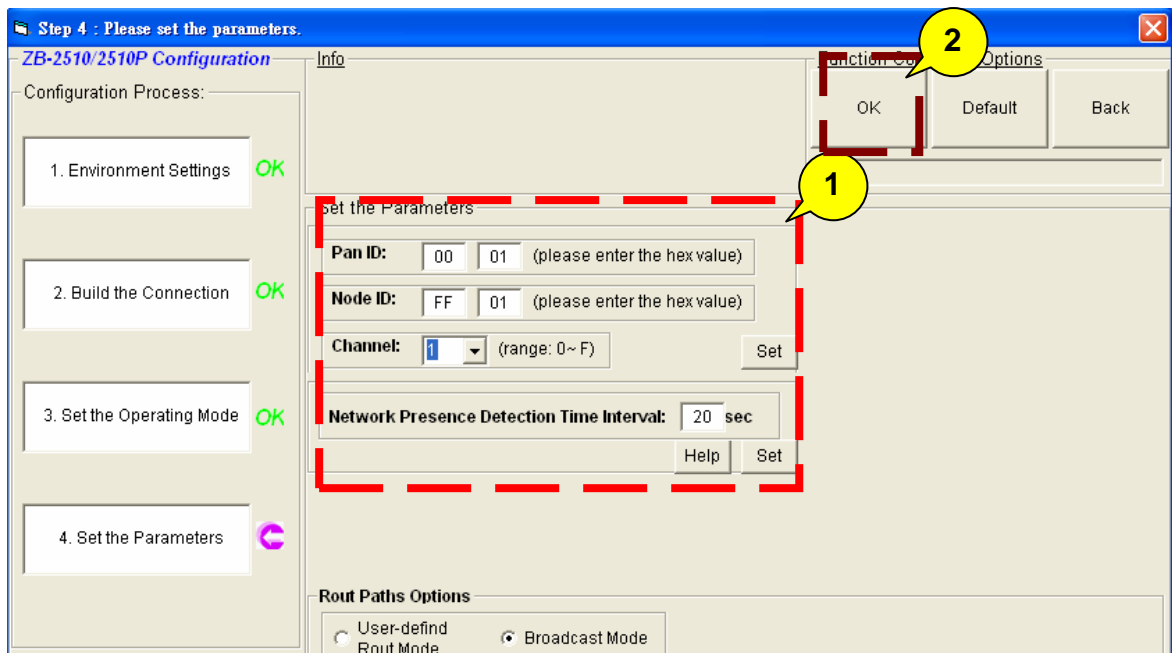 Step 4 : Please set the parameters.
ZB-2510/2510P Configuration
Configuration Process:
1. Environment Settings OK
2. Build the Connection OK
3. Set the Operating Mode OK
4. Set the Parameters
Info
Options
OK Default Back
2
1
Set the Parameters
Pan ID: 00 01 (please enter the hex value)
Node ID: FF 01 (please enter the hex value)
Channel: 1 (range: 0~ F) Set
Network Presence Detection Time Interval: 20 sec
Help Set
Rout Paths Options
User-defind
Rout Mode
Broadcast Mode